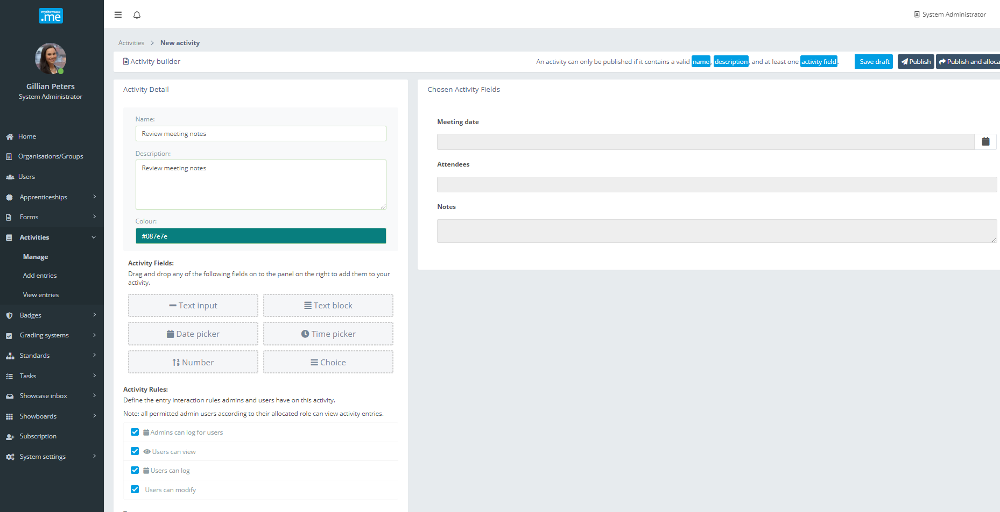 myshowcase
.me
System Administrator
Gillian Peters
System Administrator
Home
Organisations/Groups
Users
Apprenticeships
Forms
Activities
Manage
Add entries
View entries
Badges
Grading systems
Standards
Tasks
Showcase inbox
Showboards
Subscription
System settings
Activities > New activity
Activity builder
An activity can only be published if it contains a valid name, description, and at least one activity field.
Save draft
Publish
Publish and alloca
Activity Detail
Name:
Review meeting notes
Description:
Review meeting notes
Colour:
#087e7e
Activity Fields:
Drag and drop any of the following fields on to the panel on the right to add them to your
activity.
Text input
Text block
Date picker
Time picker
Number
Choice
Activity Rules:
Define the entry interaction rules admins and users have on this activity.
Note: all permitted admin users according to their allocated role can view activity entries.
Admins can log for users
Users can view
Users can log
Users can modify
Chosen Activity Fields
Meeting date
Attendees
Notes